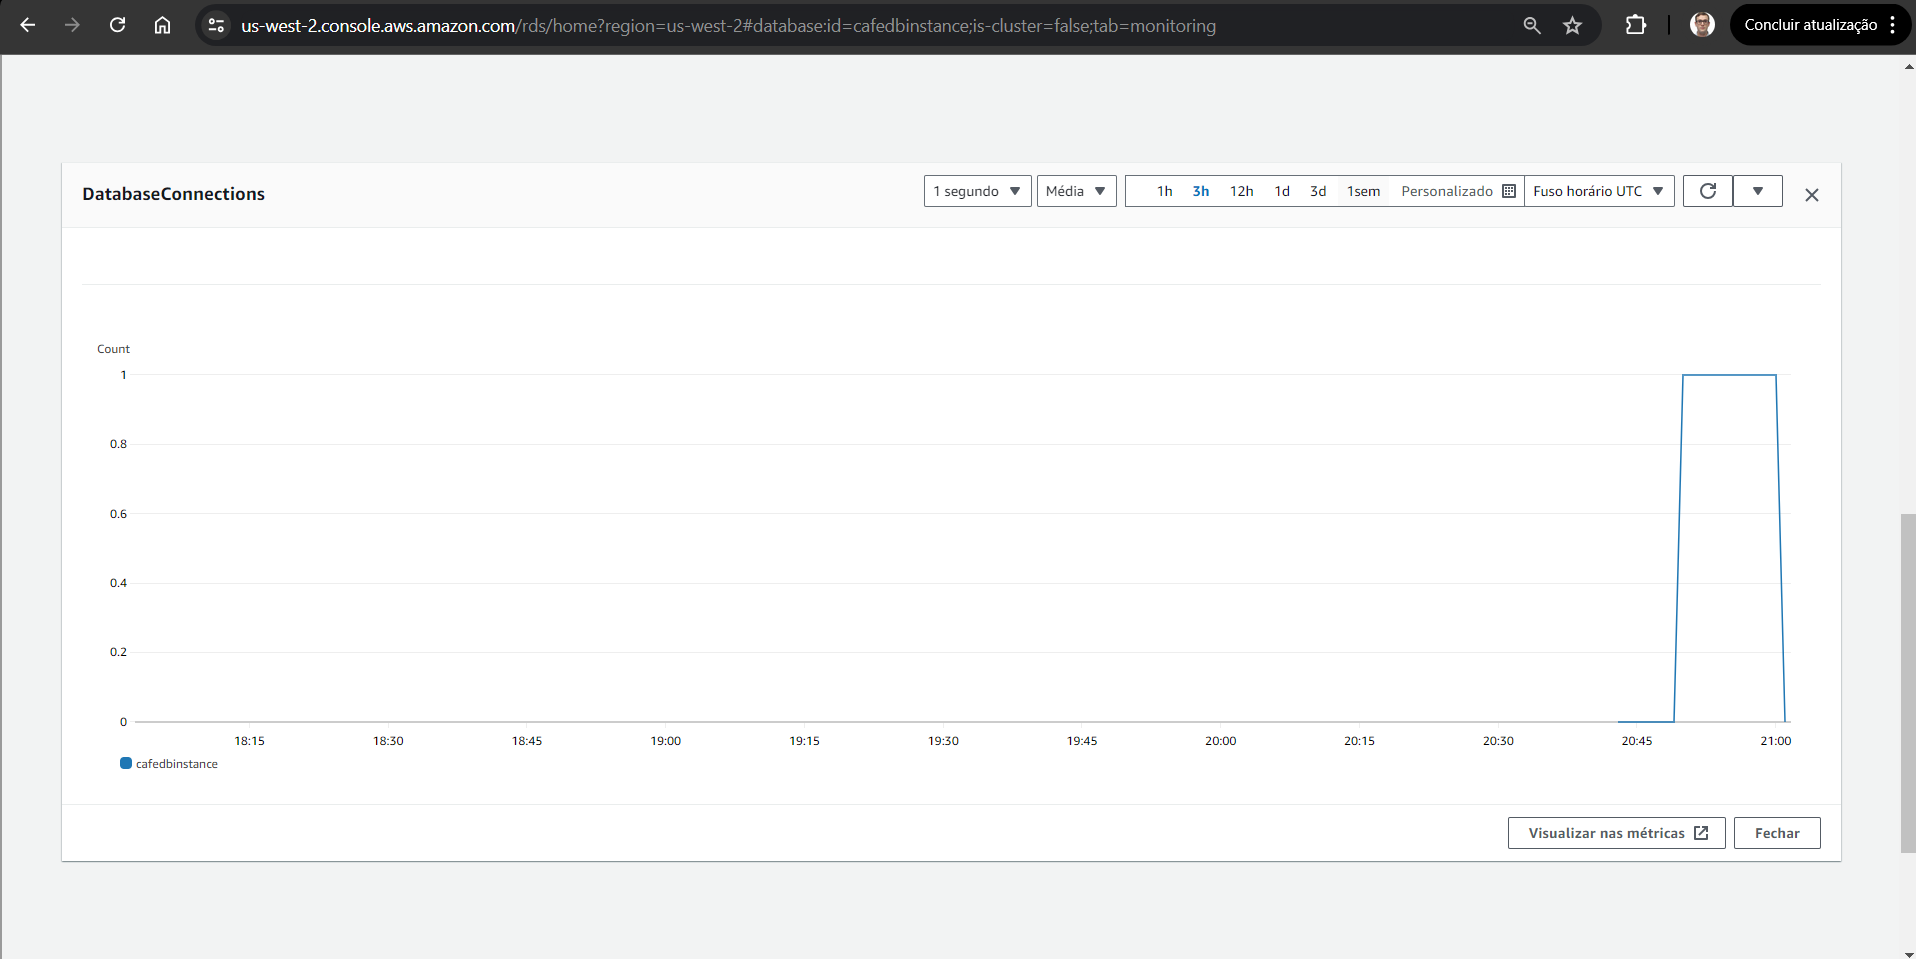 us-west-2.console.aws.amazon.com/rds/home?region=us-west-2#database:id=cafedbinstance;is-cluster=false;tab=monitoring
Concluir atualização
DatabaseConnections
1 segundo
Média
1h 3h 12h 1d 3d 1sem Personalizado
Fuso horário UTC
Count
1
0.8
0.6
0.4
0.2
0
18:15 18:30 18:45 19:00 19:15 19:30 19:45 20:00 20:15 20:30 20:45 21:00
cafedbinstance
Visualizar nas métricas
Fechar